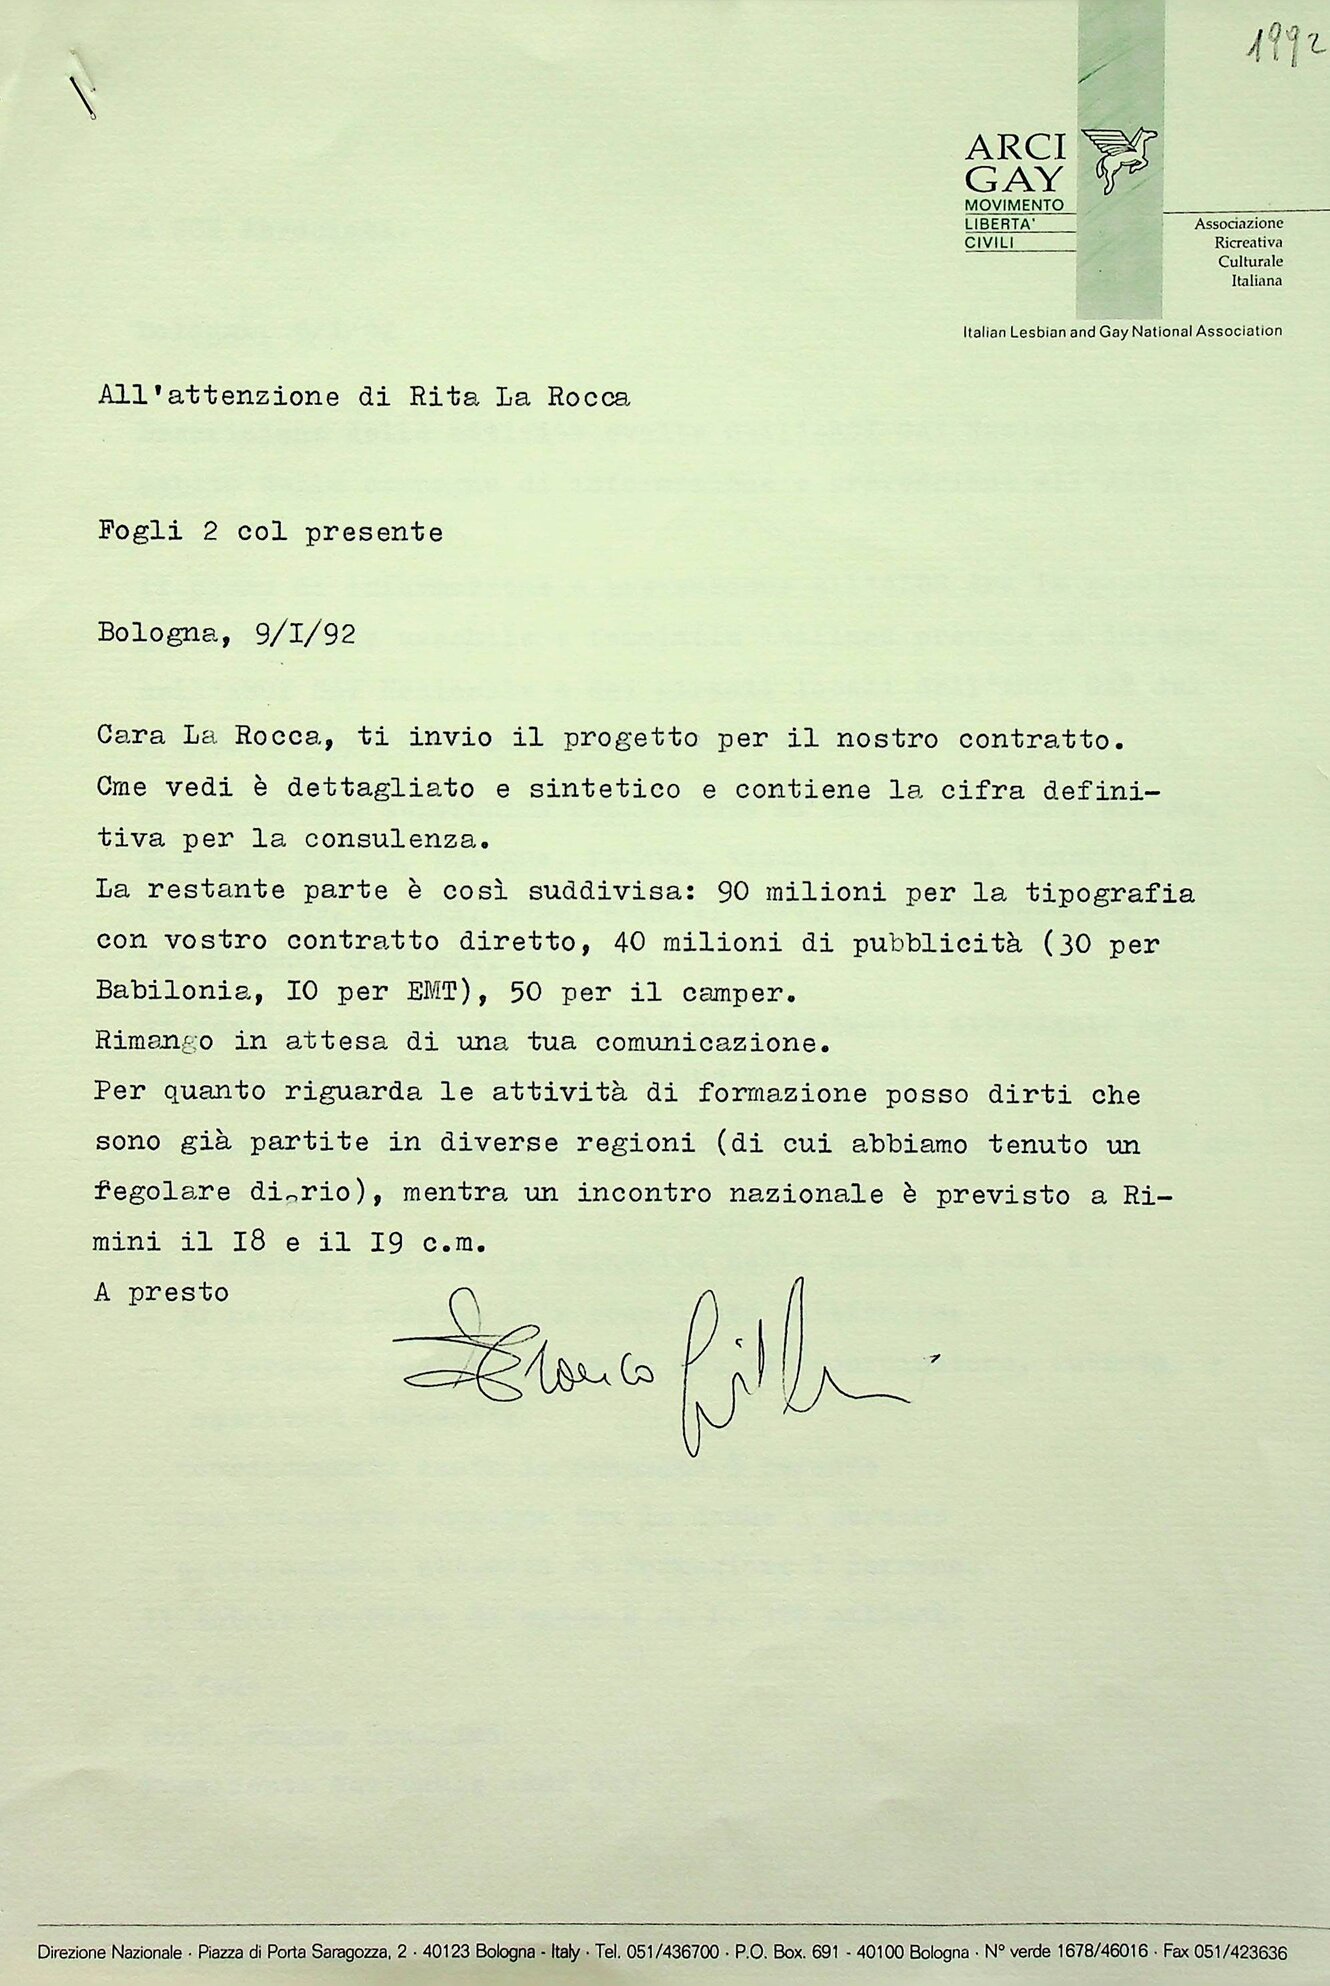 1992
ARCI
GAY
MOVIMENTO
LIBERTA'
CIVILI
Associazione
Ricreativa
Culturale
Italiana
Italian Lesbian and Gay National Association
All'attenzione di Rita La Rocca
Fogli 2 col presente
Bologna, 9/I/92
Cara La Rocca, ti invio il progetto per il nostro contratto.
Cme vedi è dettagliato e sintetico e contiene la cifra defini-
tiva per la consulenza.
La restante parte è così suddivisa: 90 milioni per la tipografia
con vostro contratto diretto, 40 milioni di pubblicità (30 per
Babilonia, IO per EMT), 50 per il camper.
Rimango in attesa di una tua comunicazione.
Per quanto riguarda le attività di formazione posso dirti che
sono già partite in diverse regioni (di cui abbiamo tenuto un
regolare diario), mentra un incontro nazionale è previsto a Ri-
mini il I8 e il I9 c.m.
A presto
Franco Grillini
Direzione Nazionale · Piazza di Porta Saragozza, 2 · 40123 Bologna - Italy · Tel. 051/436700 · P.O. Box. 691 - 40100 Bologna · N° verde 1678/46016 · Fax 051/423636